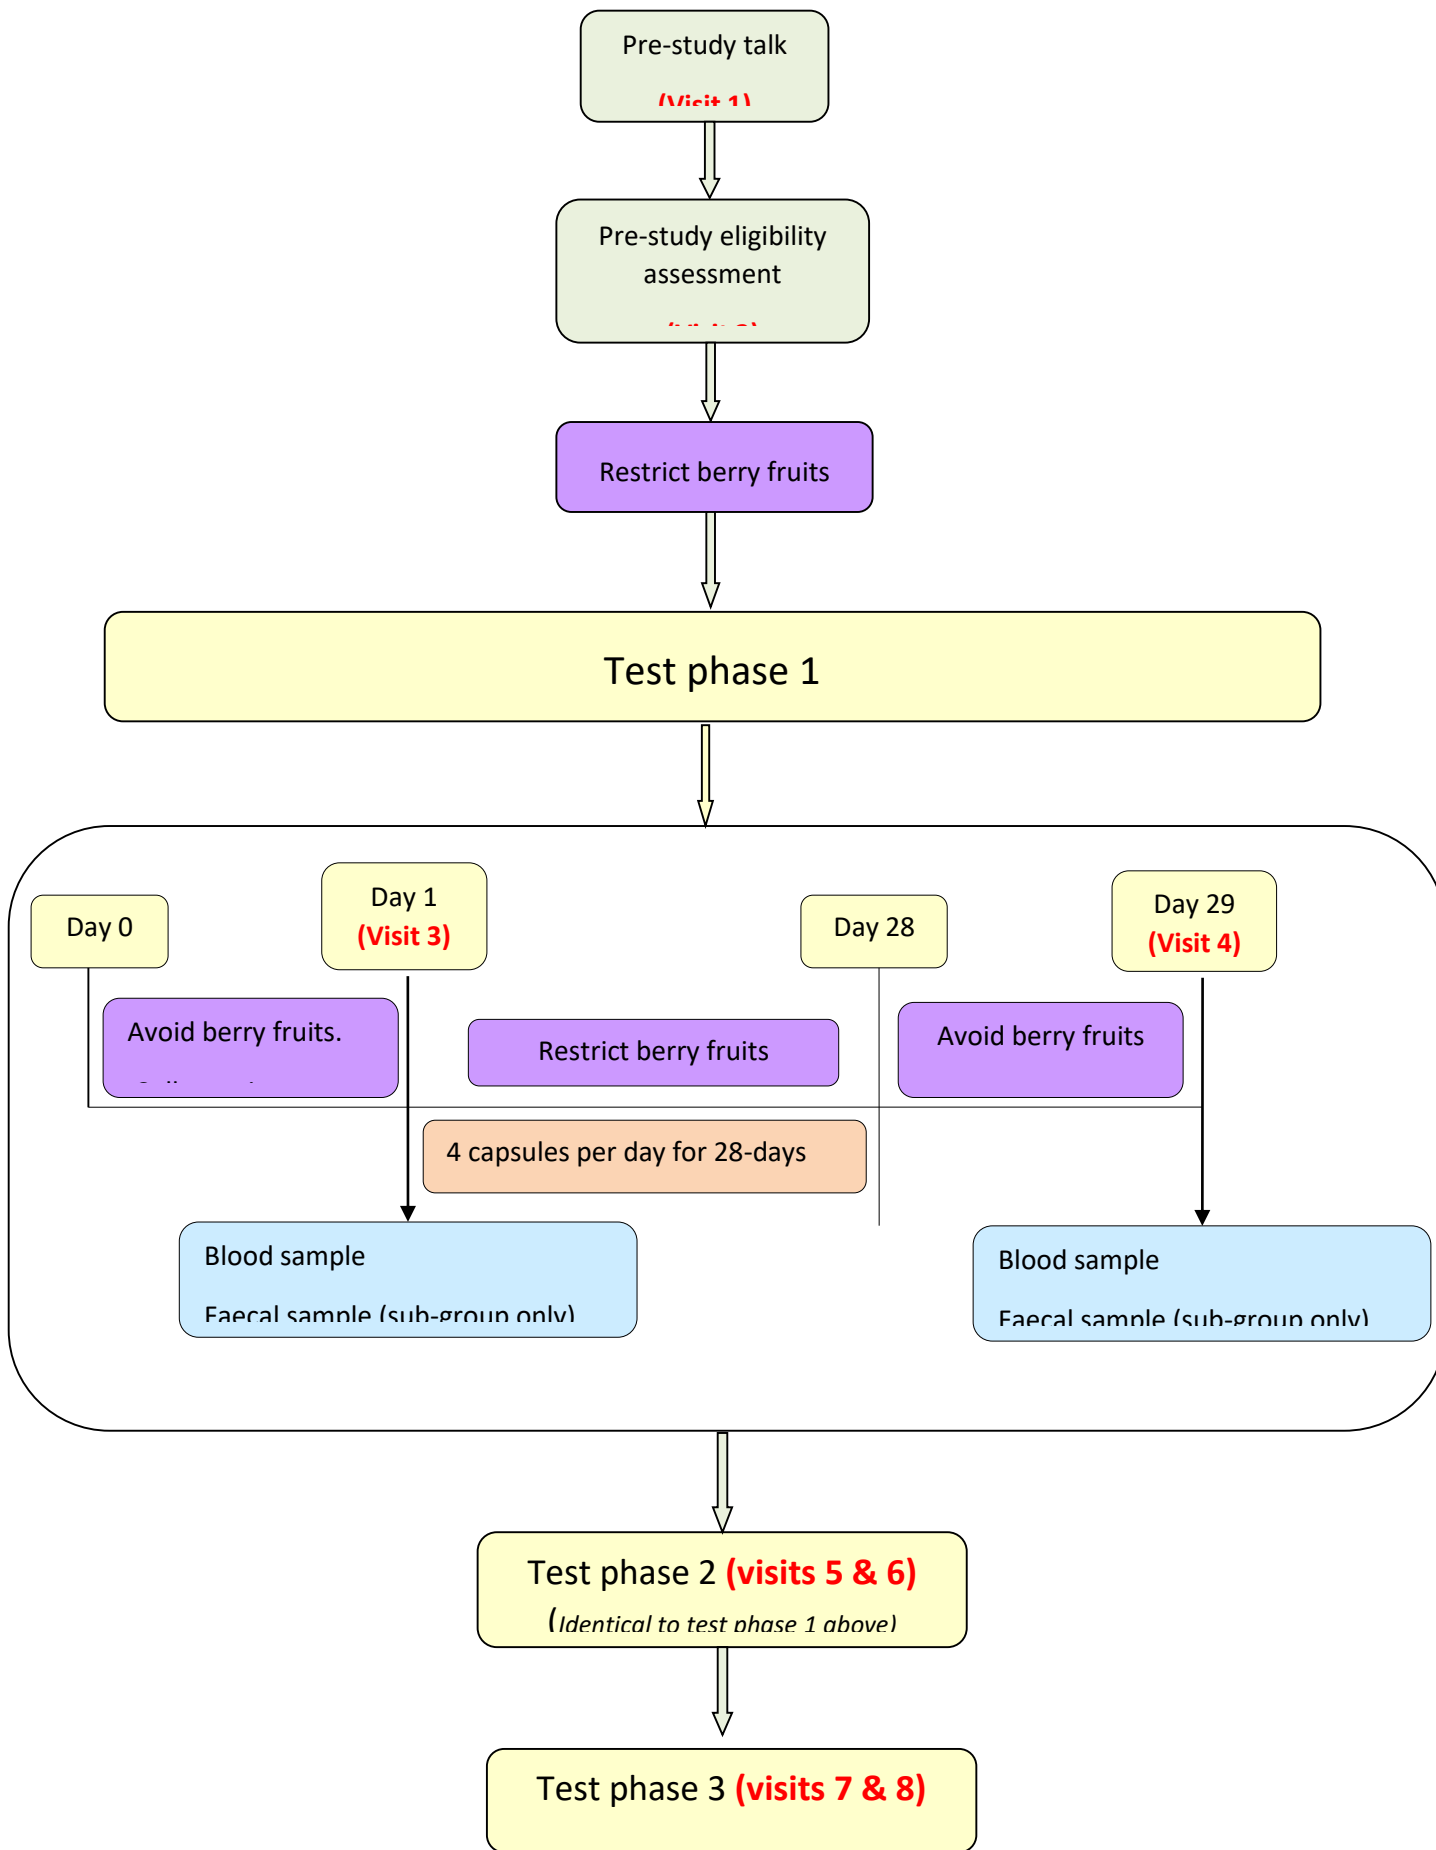 Pre-study talk
(Visit 1)
Pre-study eligibility
assessment
Restrict berry fruits
Test phase 1
Day 0
Day 1
(Visit 3)
Day 28
Day 29
(Visit 4)
Avoid berry fruits.
Restrict berry fruits
Avoid berry fruits
4 capsules per day for 28-days
Blood sample
Faecal sample (sub-group only)
Blood sample
Faecal sample (sub-group only)
Test phase 2 (visits 5 & 6)
(Identical to test phase 1 above)
Test phase 3 (visits 7 & 8)